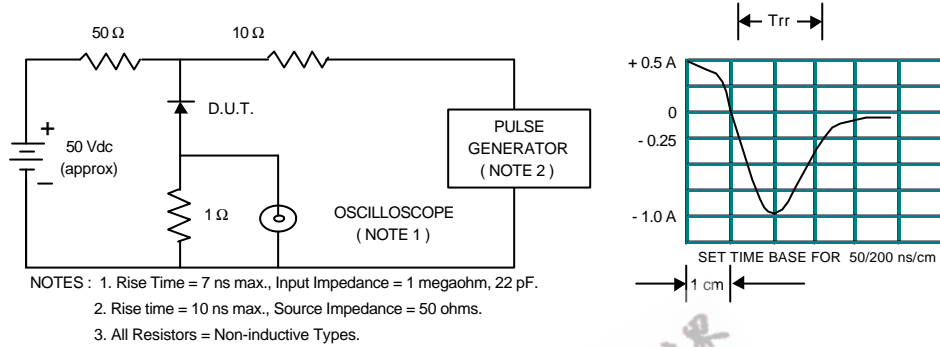 50 Ω
10 Ω
Trr
+ 0.5 A
0
- 0.25
- 1.0 A
D.U.T.
+
50 Vdc
(approx)
−
PULSE
GENERATOR
( NOTE 2 )
1 Ω
OSCILLOSCOPE
( NOTE 1 )
SET TIME BASE FOR 50/200 ns/cm
1 cm
NOTES : 1. Rise Time = 7 ns max., Input Impedance = 1 megaohm, 22 pF.
2. Rise time = 10 ns max., Source Impedance = 50 ohms.
3. All Resistors = Non-inductive Types.